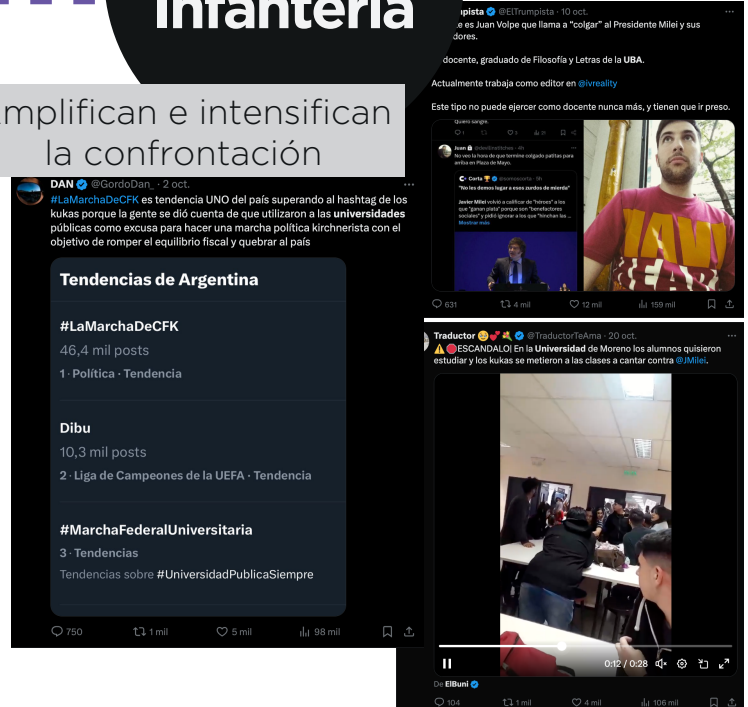 Infantería
mplifican e intensifican
la confrontación
DAN @GordoDan_ · 2 oct.
#LaMarchaDeCFK es tendencia UNO del país superando al hashtag de los
kukas porque la gente se dió cuenta de que utilizaron a las universidades
públicas como excusa para hacer una marcha política kirchnerista con el
objetivo de romper el equilibrio fiscal y quebrar al país
Tendencias de Argentina
#LaMarchaDeCFK
46,4 mil posts
1 · Política · Tendencia
Dibu
10,3 mil posts
2 · Liga de Campeones de la UEFA · Tendencia
#MarchaFederalUniversitaria
3 · Tendencias
Tendencias sobre #UniversidadPublicaSiempre
750 1 mil 5 mil 98 mil
mpista @ElTrumpista · 10 oct.
e es Juan Volpe que llama a “colgar” al Presidente Milei y sus
dores.
docente, graduado de Filosofía y Letras de la UBA.
Actualmente trabaja como editor en @ivreality
Este tipo no puede ejercer como docente nunca más, y tienen que ir preso.
Quiero sangre.
Juan
No veo la hora de que termine colgado patitas para
arriba en Plaza de Mayo.
Corta
"No les demos lugar a esos zurdos de mierda"
Javier Milei volvió a calificar de "héroes" a los
que "ganan plata" porque son "benefactores
sociales" y pidió ignorar a los que "hinchan las ...
Mostrar más
631 4 mil 12 mil 159 mil
Traductor @TraductorTeAma · 20 oct.
ESCANDALO| En la Universidad de Moreno los alumnos quisieron
estudiar y los kukas se metieron a las clases a cantar contra @JMilei.
0:12 / 0:28
De ElBuni
104 1 mil 4 mil 106 mil